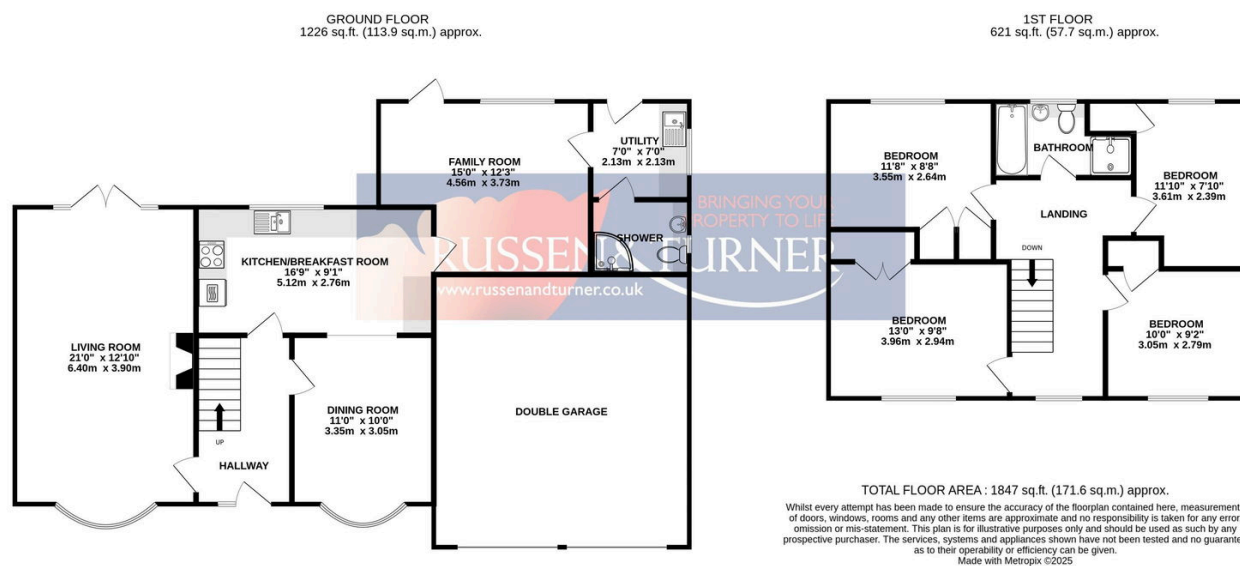 GROUND FLOOR
1226 sq.ft. (113.9 sq.m.) approx.
1ST FLOOR
621 sq.ft. (57.7 sq.m.) approx.
FAMILY ROOM
15'0" x 12'3"
4.56m x 3.73m
UTILITY
7'0" x 7'0"
2.13m x 2.13m
SHOWER
KITCHEN/BREAKFAST ROOM
16'9" x 9'1"
5.12m x 2.76m
LIVING ROOM
21'0" x 12'10"
6.40m x 3.90m
DINING ROOM
11'0" x 10'0"
3.35m x 3.05m
UP
HALLWAY
DOUBLE GARAGE
BRINGING YOUR
PROPERTY TO LIFE
RUSSEN & TURNER
www.russenandturner.co.uk
BEDROOM
11'8" x 8'8"
3.55m x 2.64m
BATHROOM
BEDROOM
11'10" x 7'10"
3.61m x 2.39m
LANDING
DOWN
BEDROOM
13'0" x 9'8"
3.96m x 2.94m
BEDROOM
10'0" x 9'2"
3.05m x 2.79m
TOTAL FLOOR AREA : 1847 sq.ft. (171.6 sq.m.) approx.
Whilst every attempt has been made to ensure the accuracy of the floorplan contained here, measurement
of doors, windows, rooms and any other items are approximate and no responsibility is taken for any error
omission or mis-statement. This plan is for illustrative purposes only and should be used as such by any
prospective purchaser. The services, systems and appliances shown have not been tested and no guarante
as to their operability or efficiency can be given.
Made with Metropix ©2025